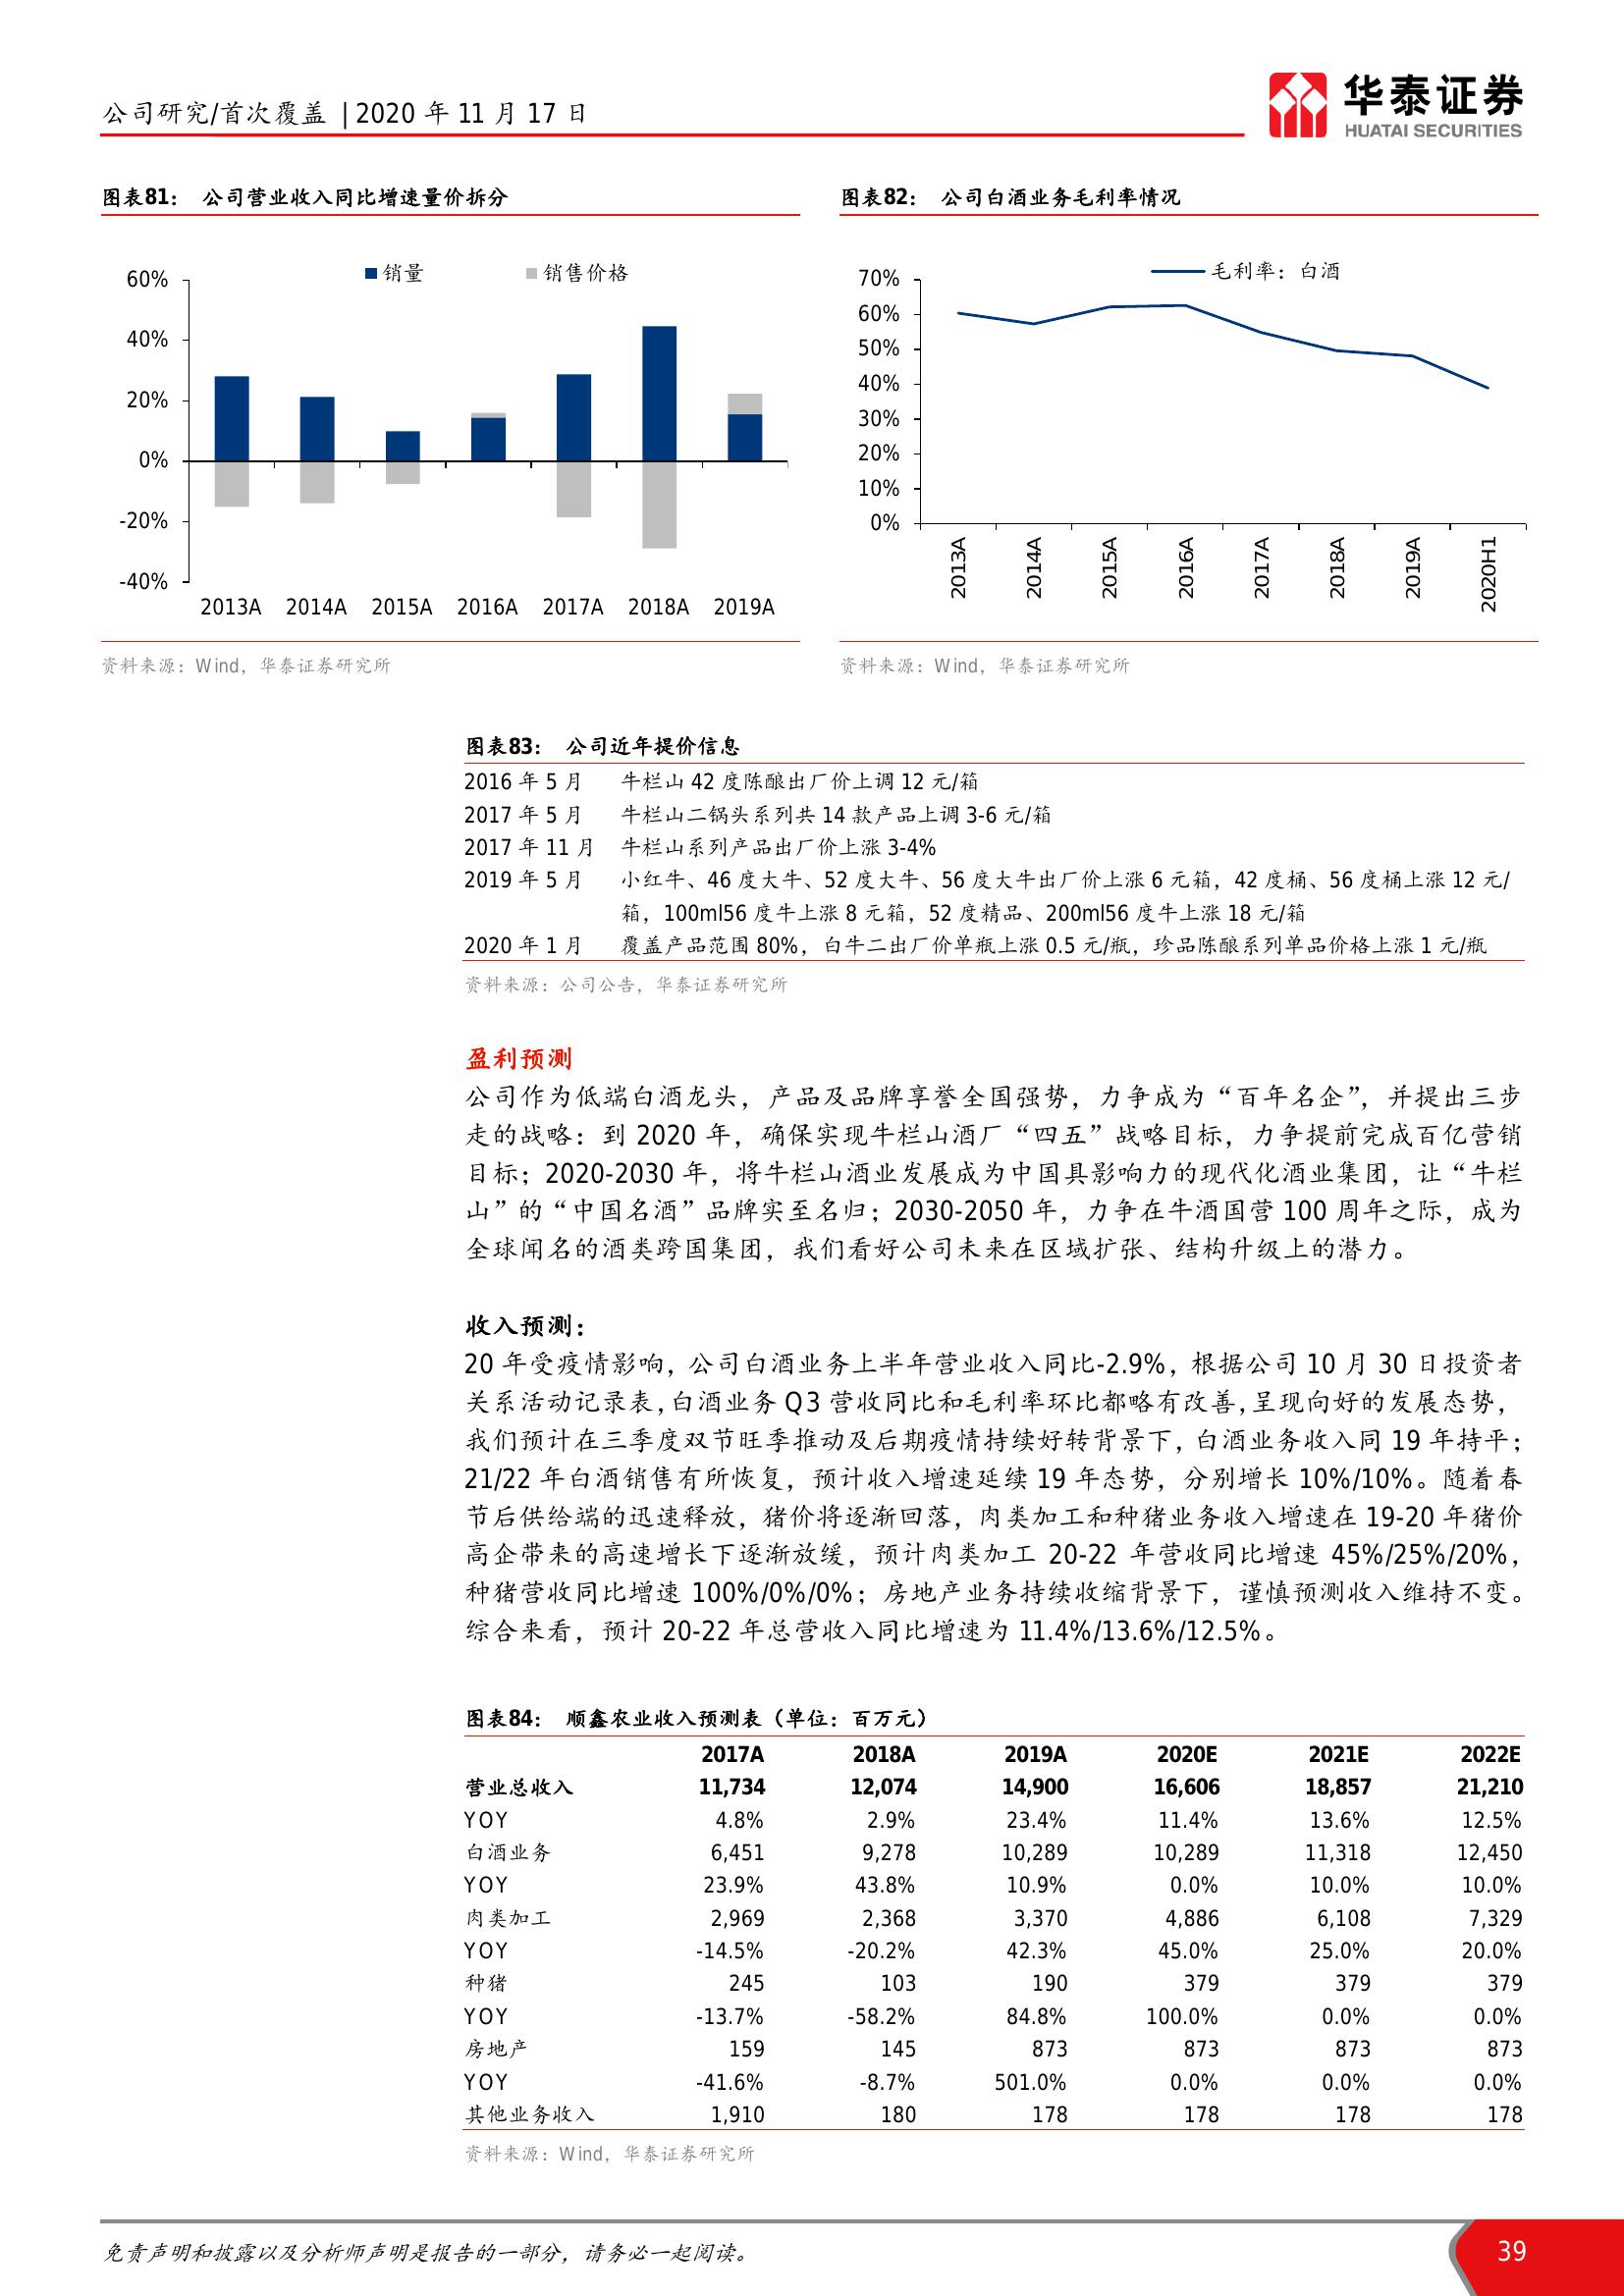 公司研究/首次覆盖 | 2020 年 11 月 17 日
华泰证券
HUATAI SECURITIES
图表81： 公司营业收入同比增速量价拆分
销量
销售价格
60%
40%
20%
0%
-20%
-40%
2013A 2014A 2015A 2016A 2017A 2018A 2019A
资料来源：Wind，华泰证券研究所
图表82： 公司白酒业务毛利率情况
毛利率：白酒
70%
60%
50%
40%
30%
20%
10%
0%
2013A 2014A 2015A 2016A 2017A 2018A 2019A 2020H1
资料来源：Wind，华泰证券研究所
图表83： 公司近年提价信息
2016 年 5 月 牛栏山 42 度陈酿出厂价上调 12 元/箱
2017 年 5 月 牛栏山二锅头系列共 14 款产品上调 3-6 元/箱
2017 年 11 月 牛栏山系列产品出厂价上涨 3-4%
2019 年 5 月 小红牛、46 度大牛、52 度大牛、56 度大牛出厂价上涨 6 元箱，42 度桶、56 度桶上涨 12 元/
箱，100ml56 度牛上涨 8 元箱，52 度精品、200ml56 度牛上涨 18 元/箱
2020 年 1 月 覆盖产品范围 80%，白牛二出厂价单瓶上涨 0.5 元/瓶，珍品陈酿系列单品价格上涨 1 元/瓶
资料来源：公司公告，华泰证券研究所
盈利预测
公司作为低端白酒龙头，产品及品牌享誉全国强势，力争成为“百年名企”，并提出三步
走的战略：到 2020 年，确保实现牛栏山酒厂“四五”战略目标，力争提前完成百亿营销
目标；2020-2030 年，将牛栏山酒业发展成为中国具影响力的现代化酒业集团，让“牛栏
山”的“中国名酒”品牌实至名归；2030-2050 年，力争在牛酒国营 100 周年之际，成为
全球闻名的酒类跨国集团，我们看好公司未来在区域扩张、结构升级上的潜力。
收入预测：
20 年受疫情影响，公司白酒业务上半年营业收入同比-2.9%，根据公司 10 月 30 日投资者
关系活动记录表，白酒业务 Q3 营收同比和毛利率环比都略有改善，呈现向好的发展态势，
我们预计在三季度双节旺季推动及后期疫情持续好转背景下，白酒业务收入同 19 年持平；
21/22 年白酒销售有所恢复，预计收入增速延续 19 年态势，分别增长 10%/10%。随着春
节后供给端的迅速释放，猪价将逐渐回落，肉类加工和种猪业务收入增速在 19-20 年猪价
高企带来的高速增长下逐渐放缓，预计肉类加工 20-22 年营收同比增速 45%/25%/20%，
种猪营收同比增速 100%/0%/0%；房地产业务持续收缩背景下，谨慎预测收入维持不变。
综合来看，预计 20-22 年总营收入同比增速为 11.4%/13.6%/12.5%。
图表84： 顺鑫农业收入预测表（单位：百万元）
2017A 2018A 2019A 2020E 2021E 2022E
营业总收入 11,734 12,074 14,900 16,606 18,857 21,210
YOY 4.8% 2.9% 23.4% 11.4% 13.6% 12.5%
白酒业务 6,451 9,278 10,289 10,289 11,318 12,450
YOY 23.9% 43.8% 10.9% 0.0% 10.0% 10.0%
肉类加工 2,969 2,368 3,370 4,886 6,108 7,329
YOY -14.5% -20.2% 42.3% 45.0% 25.0% 20.0%
种猪 245 103 190 379 379 379
YOY -13.7% -58.2% 84.8% 100.0% 0.0% 0.0%
房地产 159 145 873 873 873 873
YOY -41.6% -8.7% 501.0% 0.0% 0.0% 0.0%
其他业务收入 1,910 180 178 178 178 178
资料来源：Wind，华泰证券研究所
免责声明和披露以及分析师声明是报告的一部分，请务必一起阅读。
39